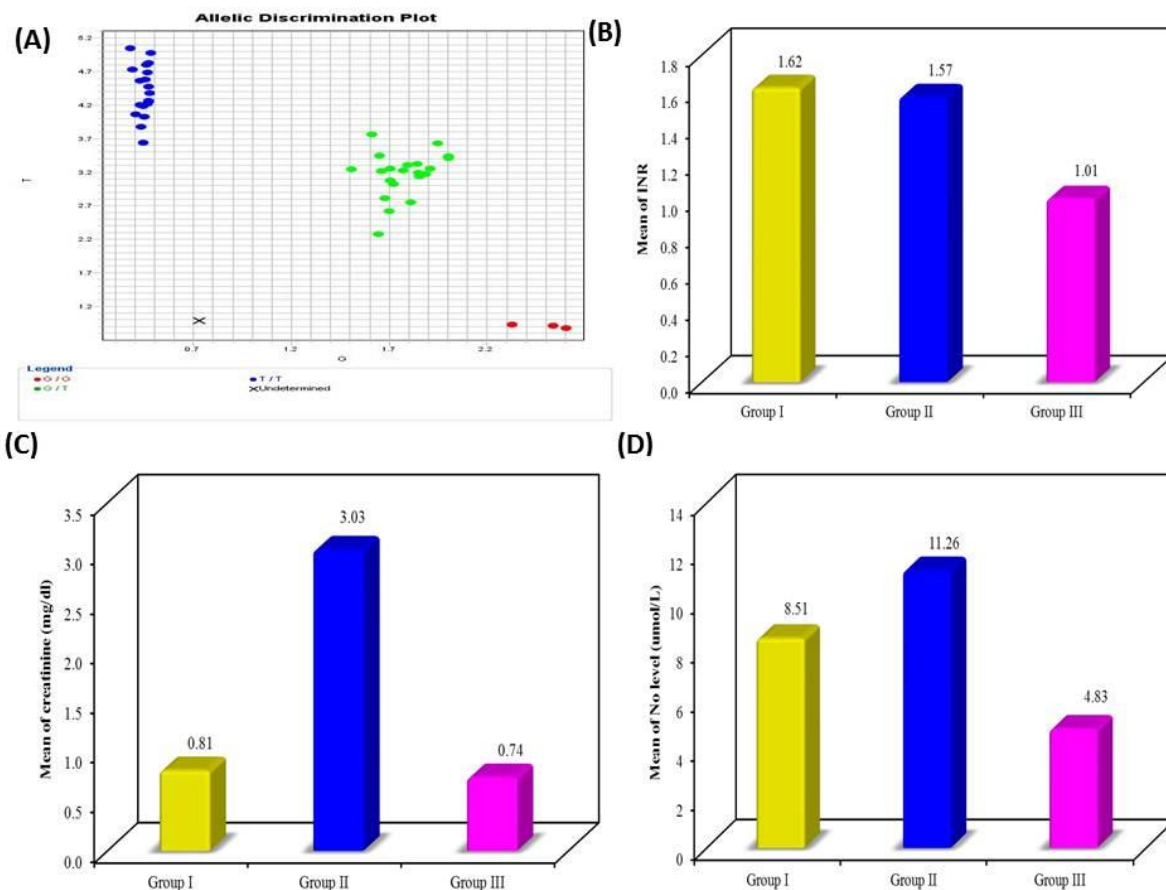 (A)
Allelic Discrimination Plot
5.2
4.7
4.2
3.7
3.2
2.7
2.2
1.7
1.2
T
0.7 1.2 1.7 2.2
G
Legend
G / G
T / T
G / T
Undetermined
(B)
Mean of INR
1.8
1.6
1.4
1.2
1.0
0.8
0.6
0.4
0.2
0.0
1.62
1.57
1.01
Group I Group II Group III
(C)
Mean of creatinine (mg/dl)
3.5
3.0
2.5
2.0
1.5
1.0
0.5
0.0
0.81
3.03
0.74
Group I Group II Group III
(D)
Mean of No level (umol/L)
14
12
10
8
6
4
2
0
8.51
11.26
4.83
Group I Group II Group III